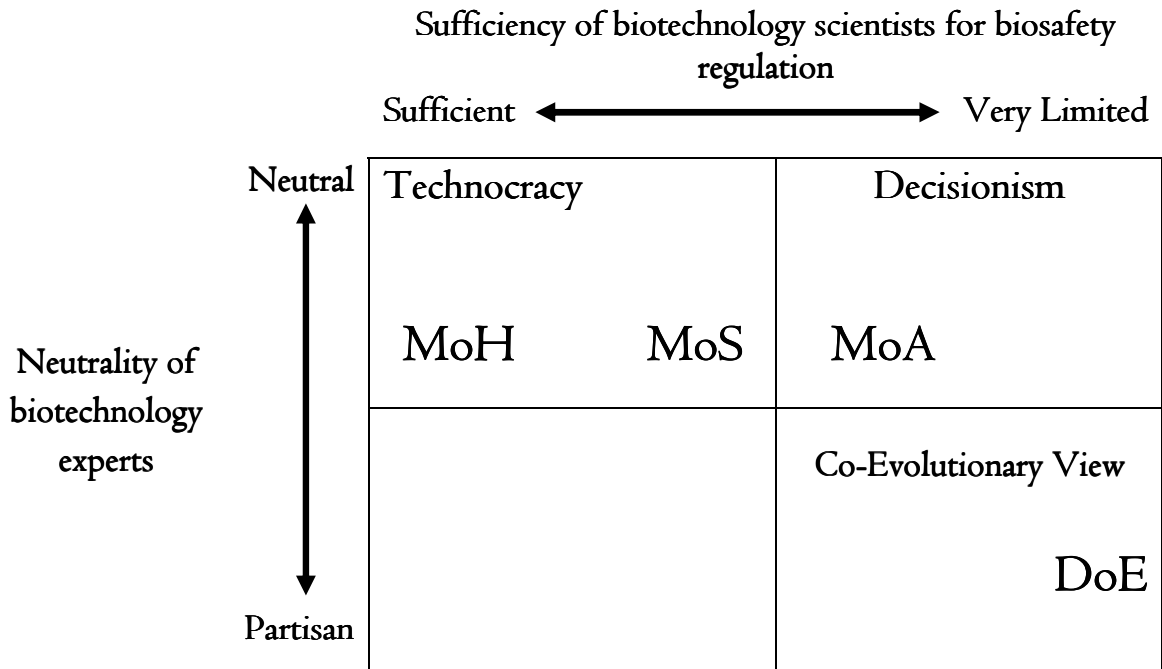 Sufficiency of biotechnology scientists for biosafety
regulation
Sufficient
Very Limited
Neutral
Technocracy
Decisionism
MoH
MoS
MoA
Neutrality of
biotechnology
experts
Co-Evolutionary View
DoE
Partisan